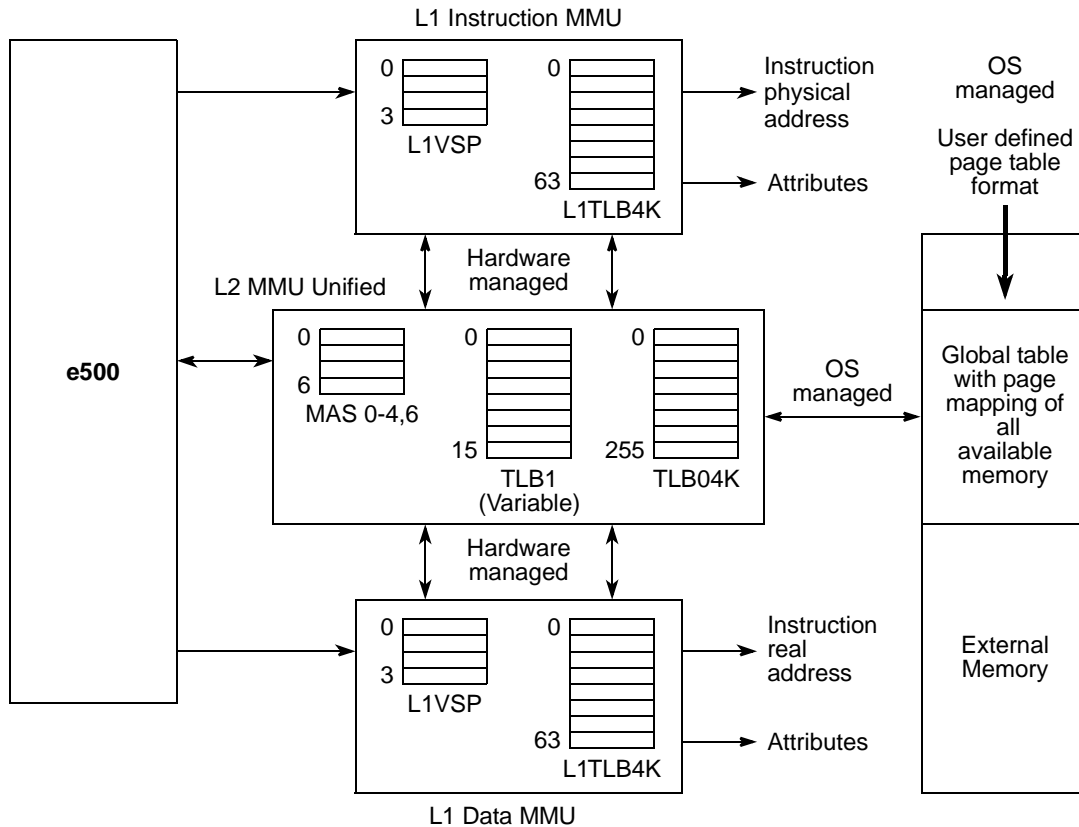 L1 Instruction MMU
0
3
L1VSP
0
63
L1TLB4K
Instruction
physical
address
Attributes
OS
managed
User defined
page table
format
Hardware
managed
L2 MMU Unified
e500
0
6
MAS 0-4,6
0
15
TLB1
(Variable)
0
255
TLB04K
OS
managed
Global table
with page
mapping of
all
available
memory
Hardware
managed
0
3
L1VSP
0
63
L1TLB4K
Instruction
real
address
Attributes
External
Memory
L1 Data MMU